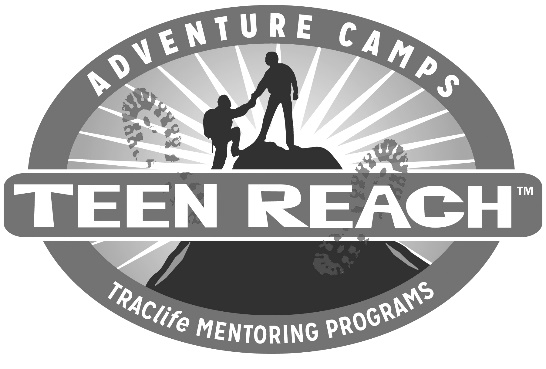 ADVENTURE CAMPS
TEEN REACH™
TRAClife MENTORING PROGRAMS